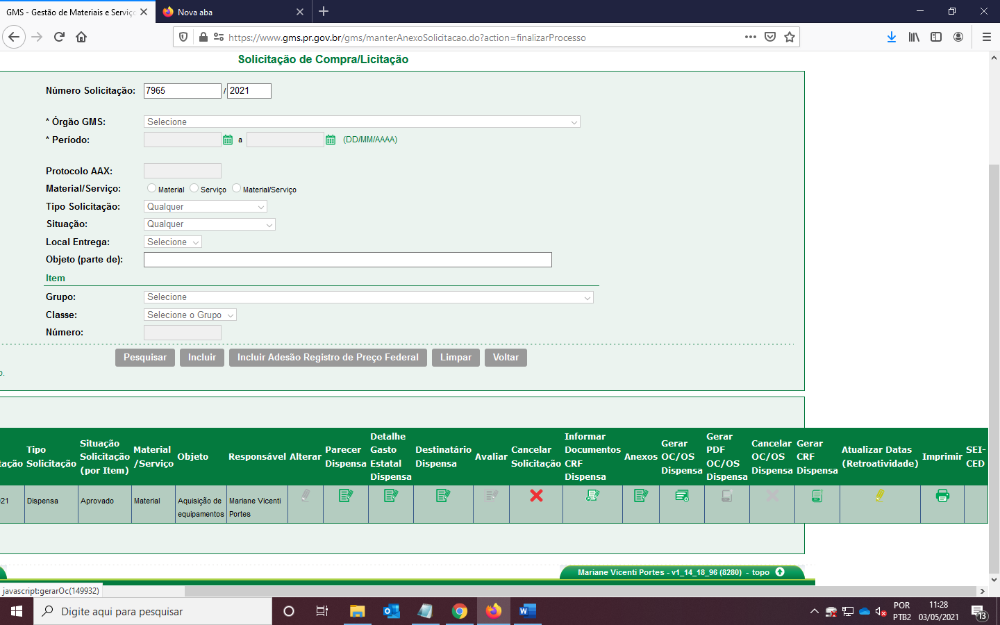 GMS - Gestão de Materiais e Serviço
Nova aba
https://www.gms.pr.gov.br/gms/manterAnexoSolicitacao.do?action=finalizarProcesso
Solicitação de Compra/Licitação
Número Solicitação: 7965 / 2021
* Órgão GMS: Selecione
* Período: a (DD/MM/AAAA)
Protocolo AAX:
Material/Serviço: Material Serviço Material/Serviço
Tipo Solicitação: Qualquer
Situação: Qualquer
Local Entrega: Selecione
Objeto (parte de):
Item
Grupo: Selecione
Classe: Selecione o Grupo
Número:
Pesquisar Incluir Incluir Adesão Registro de Preço Federal Limpar Voltar
o.
tação Tipo Solicitação Situação Solicitação (por Item) Material /Serviço Objeto Responsável Alterar Parecer Dispensa Detalhe Gasto Estatal Dispensa Destinatário Dispensa Avaliar Cancelar Solicitação Informar Documentos CRF Dispensa Anexos Gerar OC/OS Dispensa Gerar PDF OC/OS Dispensa Cancelar OC/OS Dispensa Gerar CRF Dispensa Atualizar Datas (Retroatividade) Imprimir SEI-CED
021 Dispensa Aprovado Material Aquisição de equipamentos Mariane Vicenti Portes
Mariane Vicenti Portes - v1_14_18_96 (8280) - topo
javascript:gerarOc(149932)
Digite aqui para pesquisar
POR
PTB2
11:28
03/05/2021
13